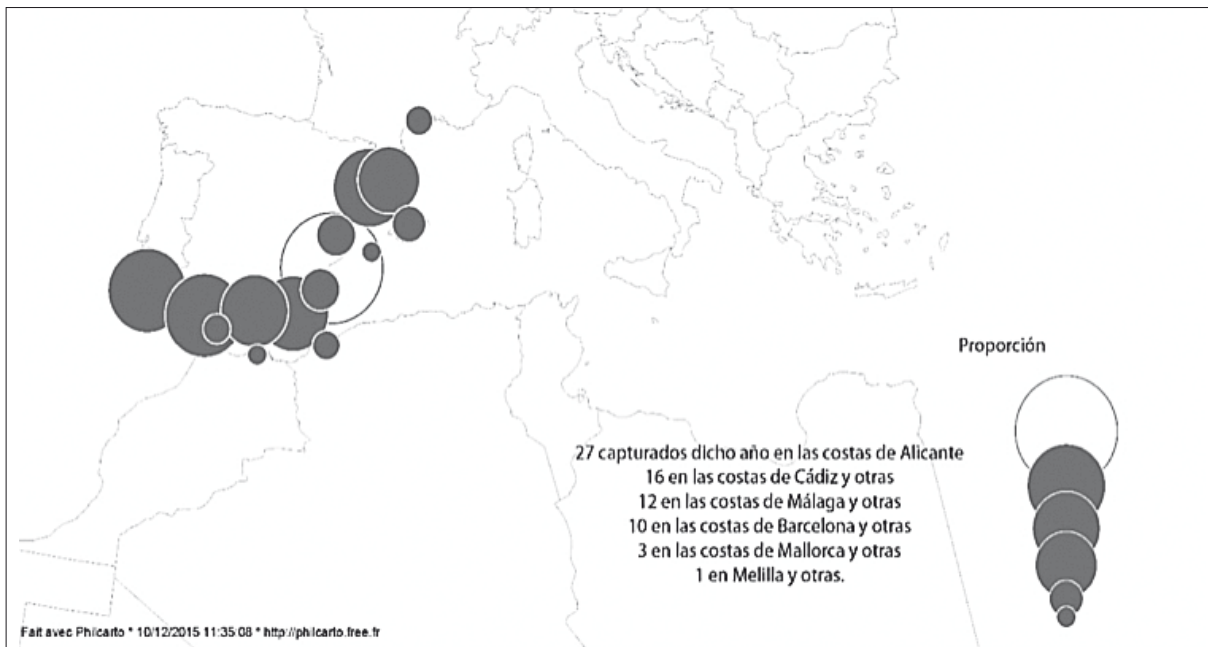 Proporción
27 capturados dicho año en las costas de Alicante
16 en las costas de Cádiz y otras
12 en las costas de Málaga y otras
10 en las costas de Barcelona y otras
3 en las costas de Mallorca y otras
1 en Melilla y otras.
Fait avec Philcarto * 10/12/2015 11:35:08 * http://philcarto.free.fr